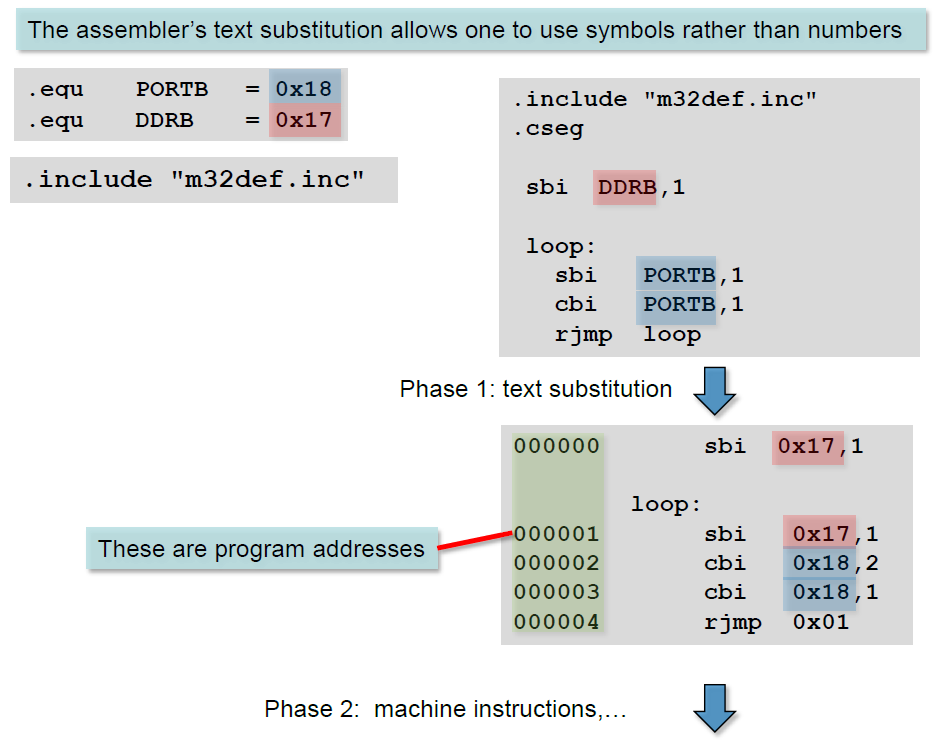 The assembler's text substitution allows one to use symbols rather than numbers
.equ PORTB = 0x18
.equ DDRB = 0x17
.include "m32def.inc"
.include "m32def.inc"
.cseg
sbi DDRB,1
loop:
sbi PORTB,1
cbi PORTB,1
rjmp loop
Phase 1: text substitution
000000 sbi 0x17,1
loop:
000001 sbi 0x17,1
000002 cbi 0x18,2
000003 cbi 0x18,1
000004 rjmp 0x01
These are program addresses
Phase 2: machine instructions,…